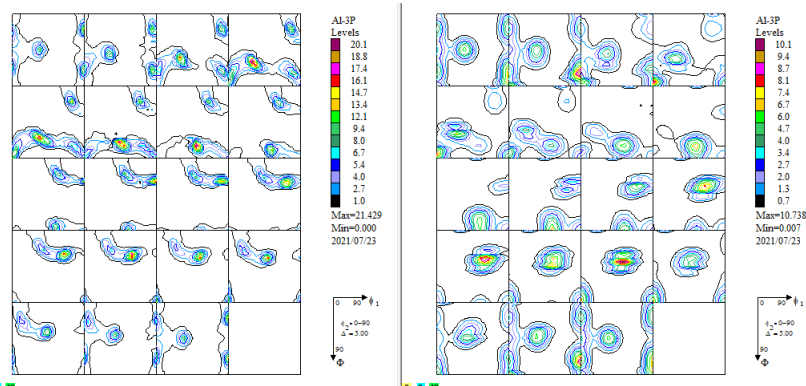 Al-3P
Levels
20.1
18.8
17.4
16.1
14.7
13.4
12.1
9.4
8.0
6.7
5.4
4.0
2.7
1.0
Max=21.429
Min=0.000
2021/07/23
0 90 ϕ1
ϕ2=0-90
Δ=5.00
90
Φ
Al-3P
Levels
10.1
9.4
8.7
8.1
7.4
6.7
6.0
4.7
4.0
3.4
2.7
2.0
1.3
0.7
Max=10.738
Min=0.007
2021/07/23
0 90 ϕ1
ϕ2=0-90
Δ=5.00
90
Φ